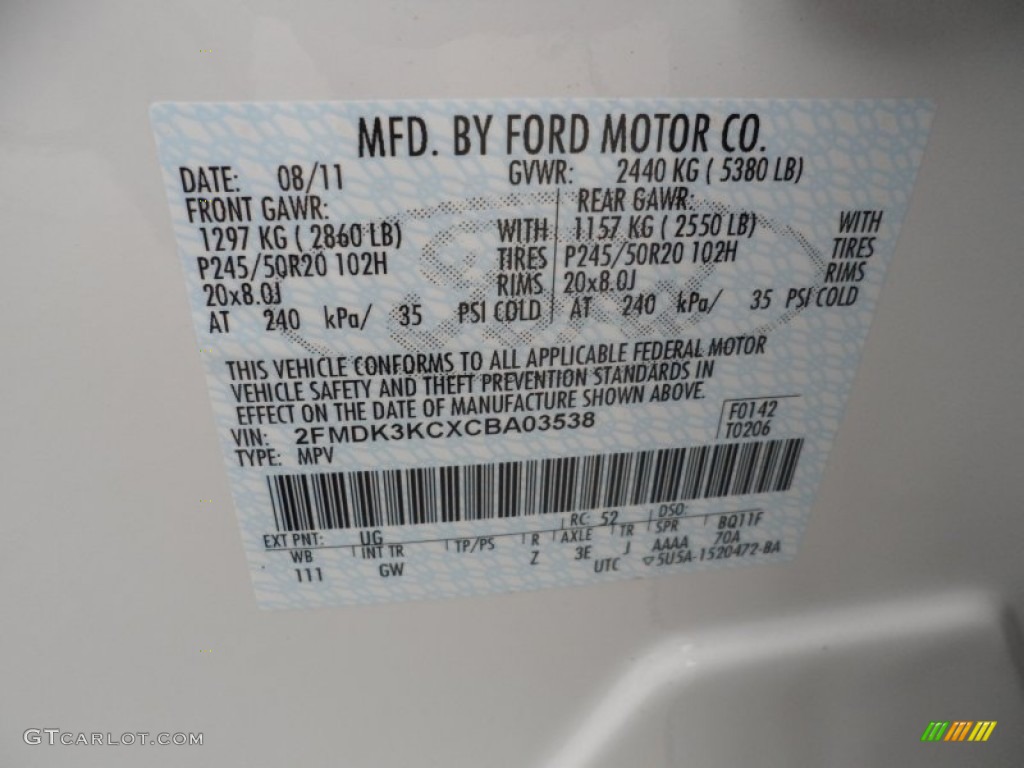 MFD. BY FORD MOTOR CO.
DATE: 08/11 GVWR: 2440 KG ( 5380 LB)
FRONT GAWR: REAR GAWR:
1297 KG ( 2860 LB) WITH 1157 KG ( 2550 LB) WITH
P245/50R20 102H TIRES P245/50R20 102H TIRES
20x8.0J RIMS 20x8.0J RIMS
AT 240 kPa/ 35 PSI COLD AT 240 kPa/ 35 PSI COLD
THIS VEHICLE CONFORMS TO ALL APPLICABLE FEDERAL MOTOR
VEHICLE SAFETY AND THEFT PREVENTION STANDARDS IN
EFFECT ON THE DATE OF MANUFACTURE SHOWN ABOVE.
VIN: 2FMDK3KCXCBA03538 F0142
TYPE: MPV T0206
EXT PNT: UG RC: 52 DSO:
WB INT TR TP/PS R AXLE TR SPR BQ11F
111 GW Z 3E J AAAA 70A
UTC 5U5A-1520472-BA
GTCARLOT.COM